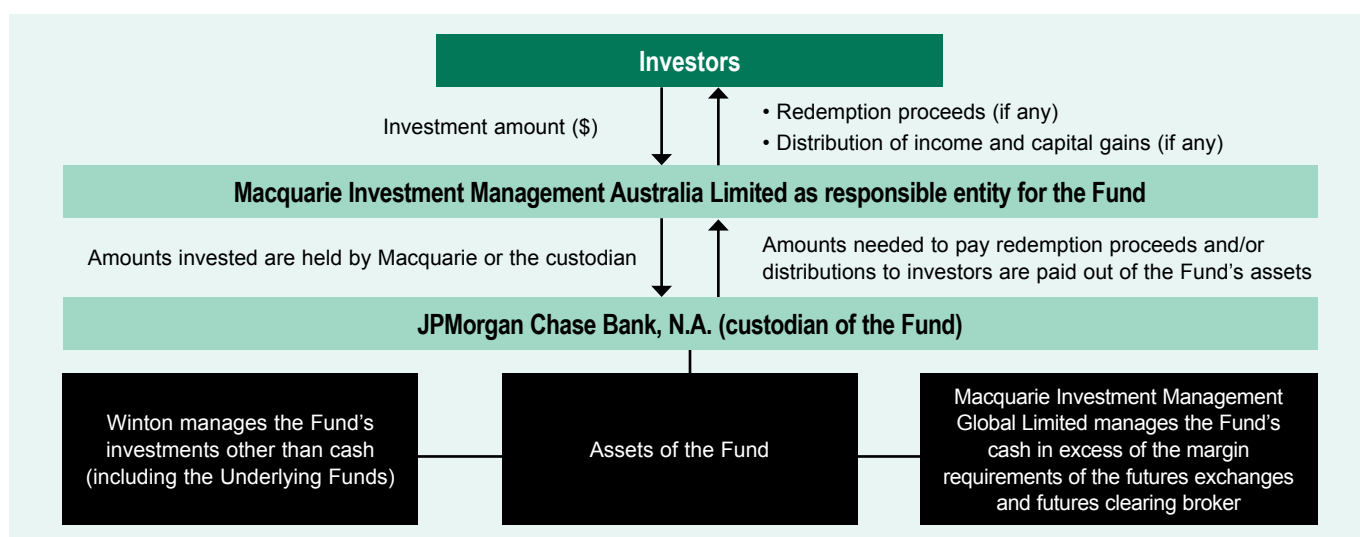 Investors
Investment amount ($)
• Redemption proceeds (if any)
• Distribution of income and capital gains (if any)
Macquarie Investment Management Australia Limited as responsible entity for the Fund
Amounts invested are held by Macquarie or the custodian
Amounts needed to pay redemption proceeds and/or
distributions to investors are paid out of the Fund’s assets
JPMorgan Chase Bank, N.A. (custodian of the Fund)
Winton manages the Fund’s
investments other than cash
(including the Underlying Funds)
Assets of the Fund
Macquarie Investment Management
Global Limited manages the Fund’s
cash in excess of the margin
requirements of the futures exchanges
and futures clearing broker